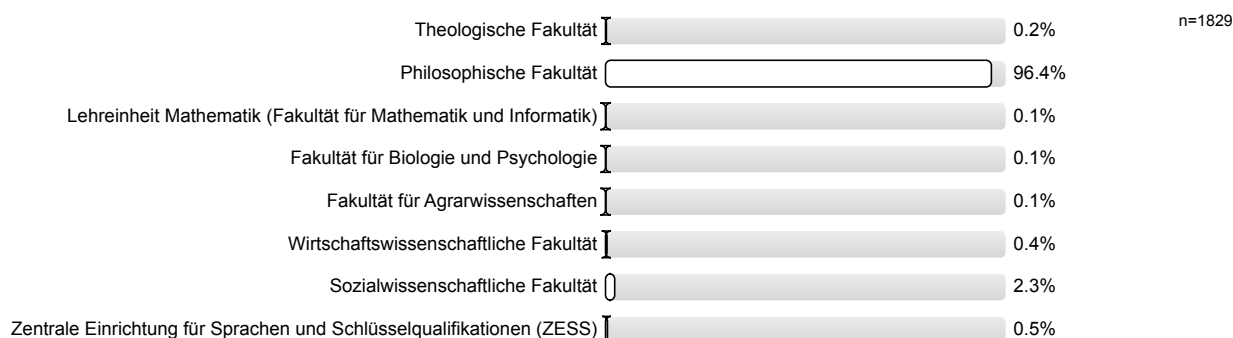 Theologische Fakultät 0.2% n=1829
Philosophische Fakultät 96.4%
Lehreinheit Mathematik (Fakultät für Mathematik und Informatik) 0.1%
Fakultät für Biologie und Psychologie 0.1%
Fakultät für Agrarwissenschaften 0.1%
Wirtschaftswissenschaftliche Fakultät 0.4%
Sozialwissenschaftliche Fakultät 2.3%
Zentrale Einrichtung für Sprachen und Schlüsselqualifikationen (ZESS) 0.5%